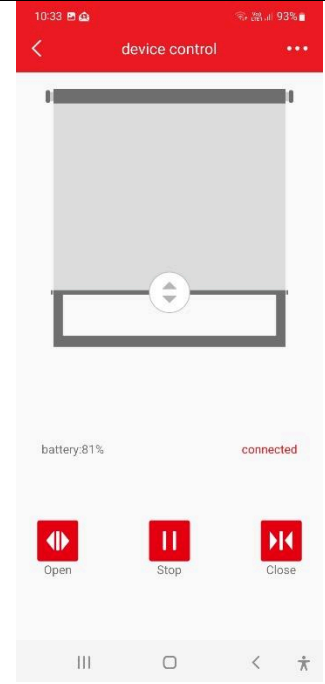 10:33
93%
device control
battery:81%
connected
Open
Stop
Close